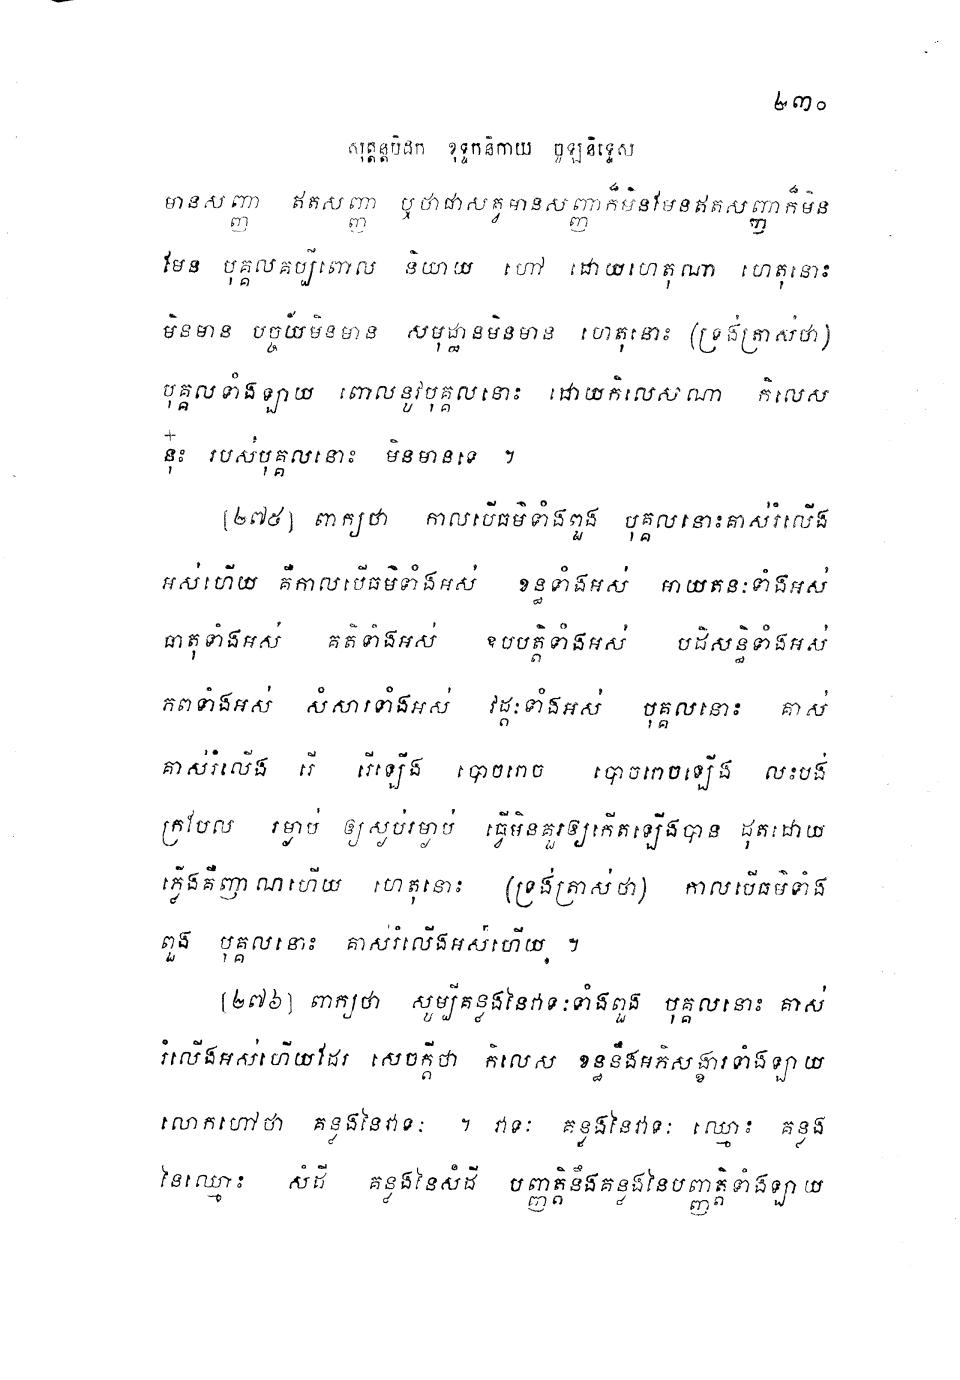 ២៣០
សុត្តន្តបិដក ខុទ្ទកនិកាយ ចូឡនិទ្ទេស
មានសញ្ញា ឥតសញ្ញា ឬថាជាសត្វមានសញ្ញាក៏មិនមែនឥតសញ្ញាក៏មិន
មែន បុគ្គលគប្បីពោល និយាយ ហៅ ដោយហេតុណា ហេតុនោះ
មិនមាន បច្ច័យមិនមាន សមុដ្ឋានមិនមាន ហេតុនោះ (ទ្រង់ត្រាស់ថា)
បុគ្គលទាំងឡាយ ពោលនូវបុគ្គលនោះ ដោយកិលេសណា កិលេស
នុ៎ះ របស់បុគ្គលនោះ មិនមានទេ ។
[២៧៥] ពាក្យថា កាលបើធម៌ទាំងពួង បុគ្គលនោះគាស់រំលើង
អស់ហើយ គឺកាលបើធម៌ទាំងអស់ ខន្ធទាំងអស់ អាយតនៈទាំងអស់
ធាតុទាំងអស់ គតិទាំងអស់ ឧបបត្តិទាំងអស់ បដិសន្ធិទាំងអស់
ភពទាំងអស់ សំសារទាំងអស់ វដ្ដៈទាំងអស់ បុគ្គលនោះ គាស់
គាស់រំលើង រើ រើឡើង បោចពេច បោចពេចឡើង លះបង់
ក្របែល រម្ងាប់ ឲ្យស្ងប់រម្ងាប់ ធ្វើមិនគួរឲ្យកើតឡើងបាន ដុតដោយ
ភ្លើងគឺញាណហើយ ហេតុនោះ (ទ្រង់ត្រាស់ថា) កាលបើធម៌ទាំង
ពួង បុគ្គលនោះ គាស់រំលើងអស់ហើយ ។
[២៧៦] ពាក្យថា សូម្បីគន្លងនៃវាទៈទាំងពួង បុគ្គលនោះ គាស់
រំលើងអស់ហើយដែរ សេចក្ដីថា កិលេស ខន្ធនឹងអភិសង្ខារទាំងឡាយ
លោកហៅថា គន្លងនៃវាទៈ ។ វាទៈ គន្លងនៃវាទៈ ឈ្មោះ គន្លង
នៃឈ្មោះ សំដី គន្លងនៃសំដី បញ្ញត្តិនឹងគន្លងនៃបញ្ញត្តិទាំងឡាយ